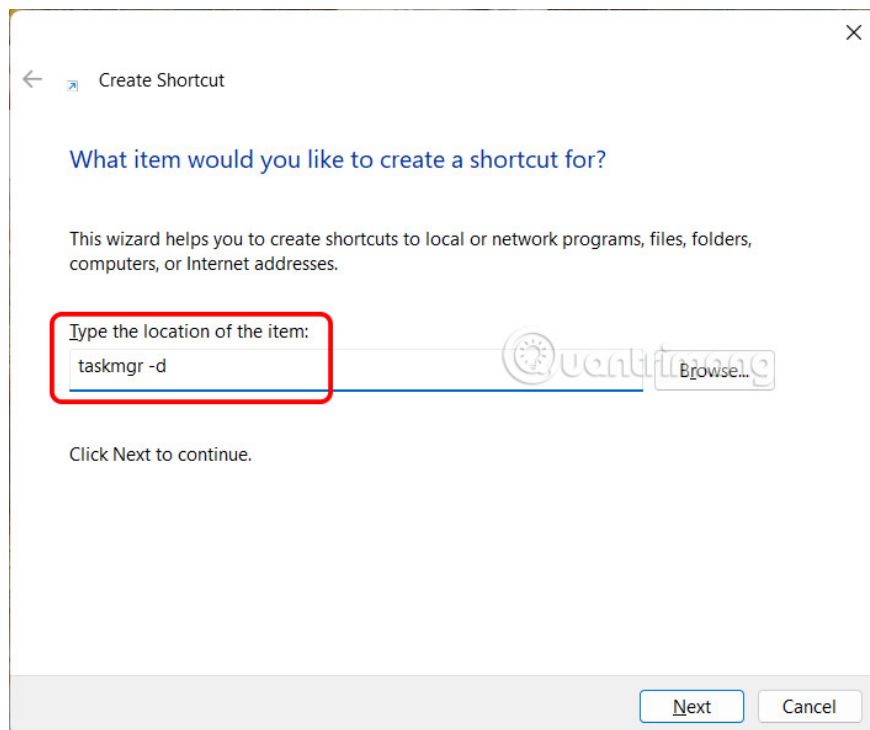 Create Shortcut
What item would you like to create a shortcut for?
This wizard helps you to create shortcuts to local or network programs, files, folders,
computers, or Internet addresses.
Type the location of the item:
taskmgr -d
Quantrimang
Browse...
Click Next to continue.
Next
Cancel